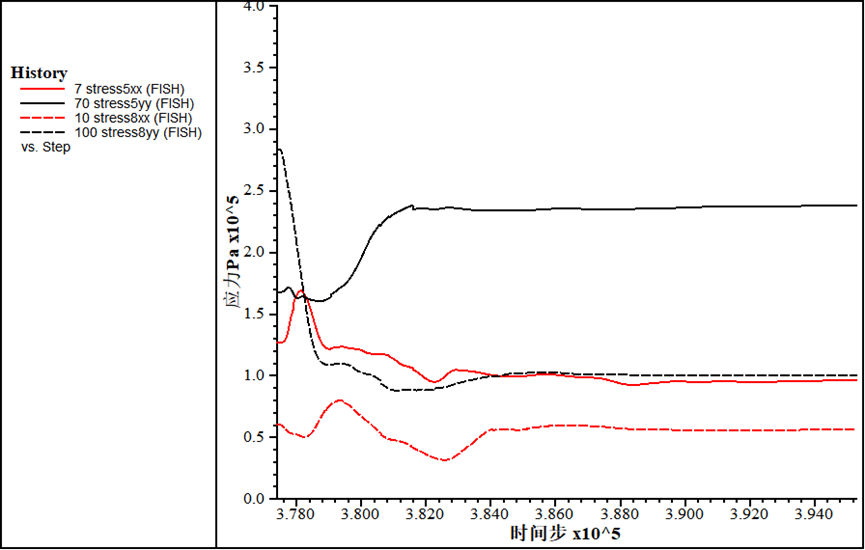 History
7 stress5xx (FISH)
70 stress5yy (FISH)
10 stress8xx (FISH)
100 stress8yy (FISH)
vs. Step
4.0
3.5
3.0
2.5
2.0
1.5
1.0
0.5
0.0
应力Pa x10^5
3.780 3.800 3.820 3.840 3.860 3.880 3.900 3.920 3.940
时间步 x10^5